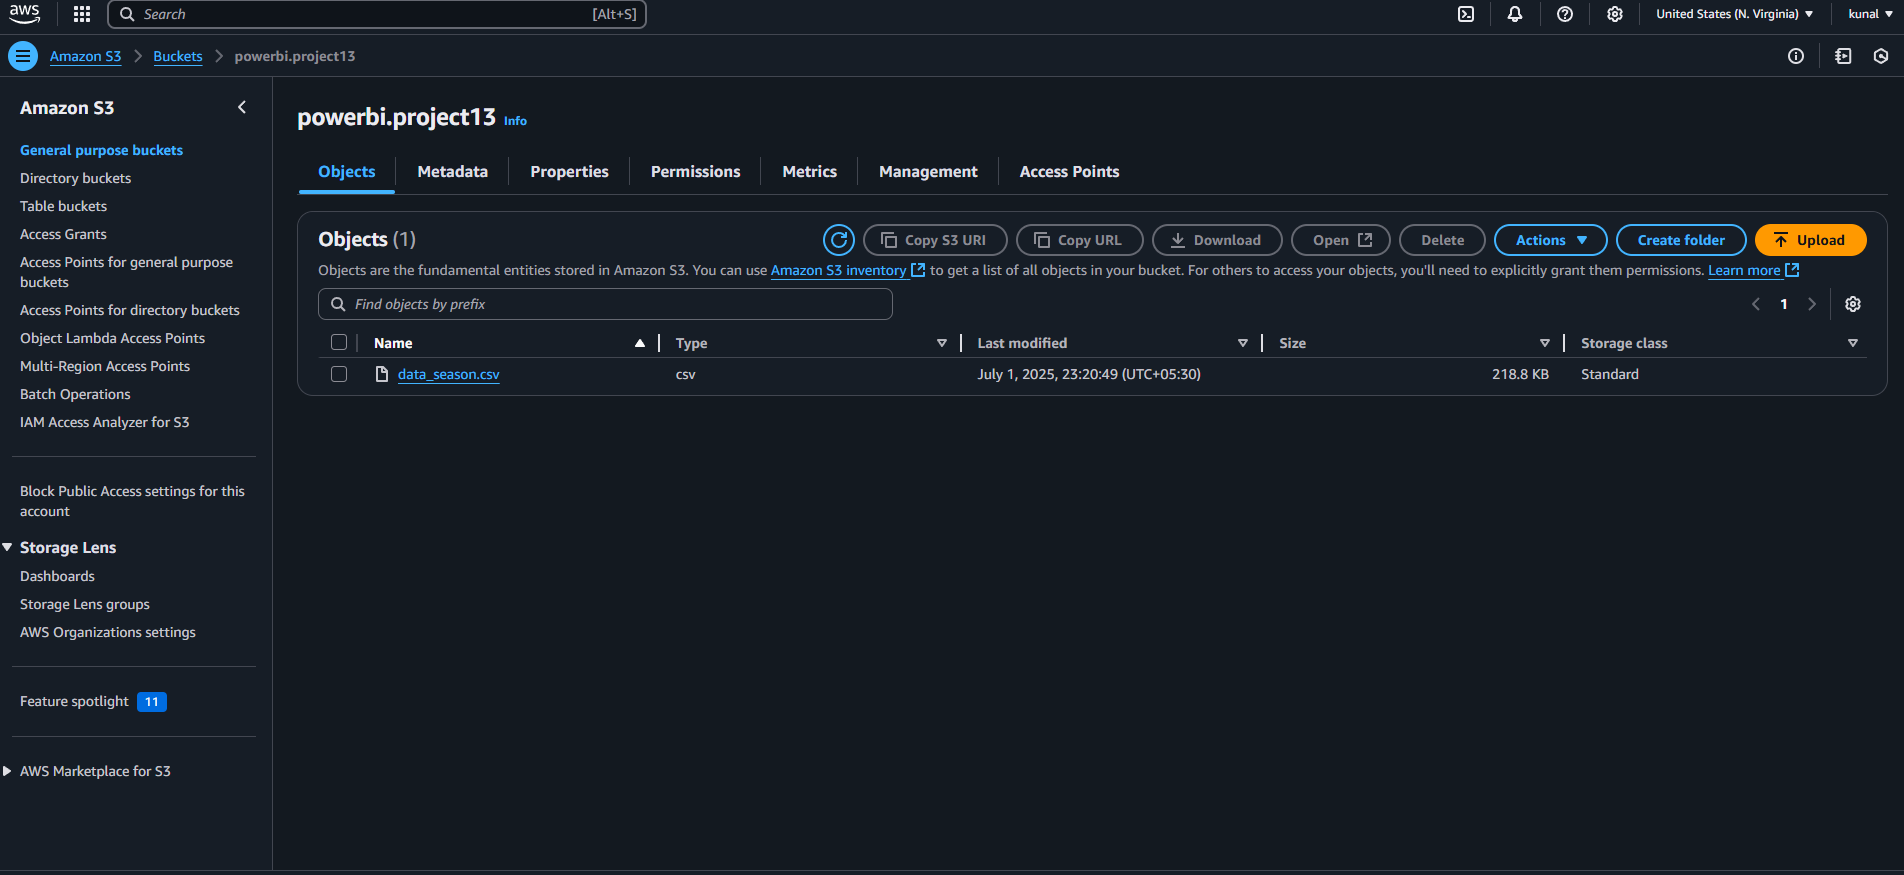 aws
Search [Alt+S] United States (N. Virginia) kunal
Amazon S3 Buckets powerbi.project13
Amazon S3
General purpose buckets
Directory buckets
Table buckets
Access Grants
Access Points for general purpose
buckets
Access Points for directory buckets
Object Lambda Access Points
Multi-Region Access Points
Batch Operations
IAM Access Analyzer for S3
Block Public Access settings for this
account
Storage Lens
Dashboards
Storage Lens groups
AWS Organizations settings
Feature spotlight 11
AWS Marketplace for S3
powerbi.project13 Info
Objects Metadata Properties Permissions Metrics Management Access Points
Objects (1) Copy S3 URI Copy URL Download Open Delete Actions Create folder Upload
Objects are the fundamental entities stored in Amazon S3. You can use Amazon S3 inventory to get a list of all objects in your bucket. For others to access your objects, you'll need to explicitly grant them permissions. Learn more
Find objects by prefix 1
Name Type Last modified Size Storage class
data_season.csv csv July 1, 2025, 23:20:49 (UTC+05:30) 218.8 KB Standard